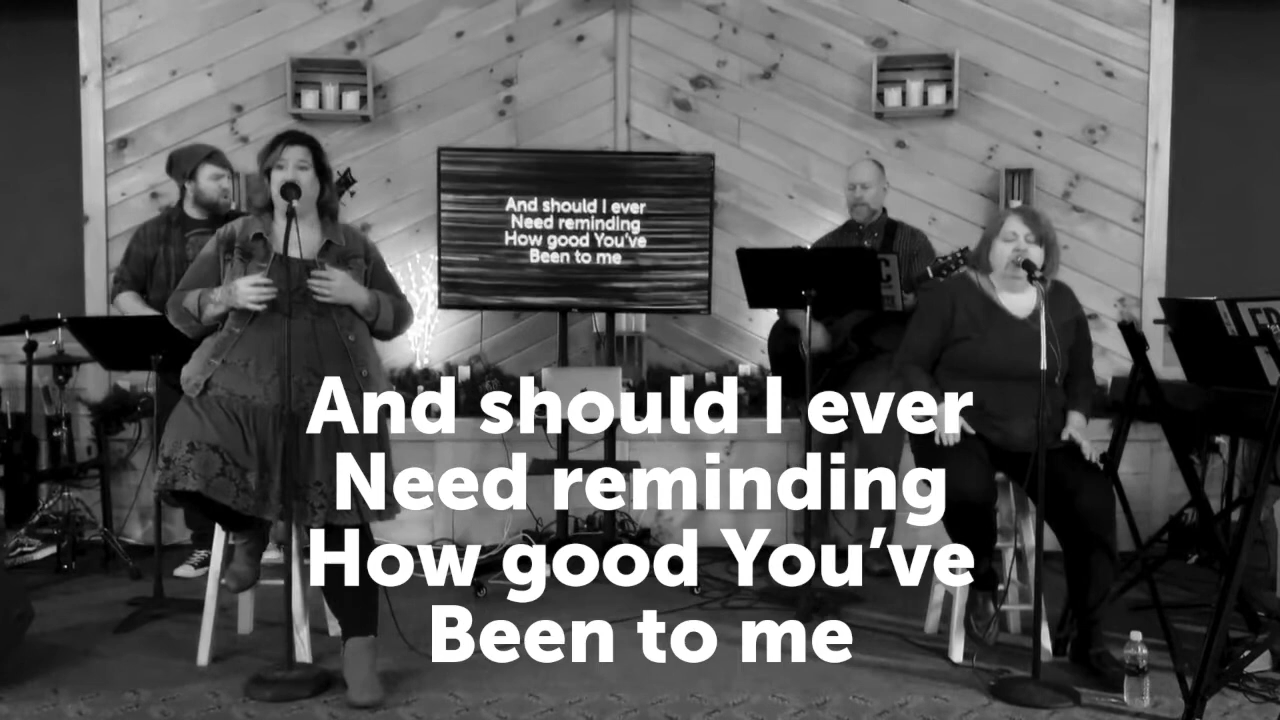 And should I ever
Need reminding
How good You've
Been to me
And should I ever
Need reminding
How good You've
Been to me